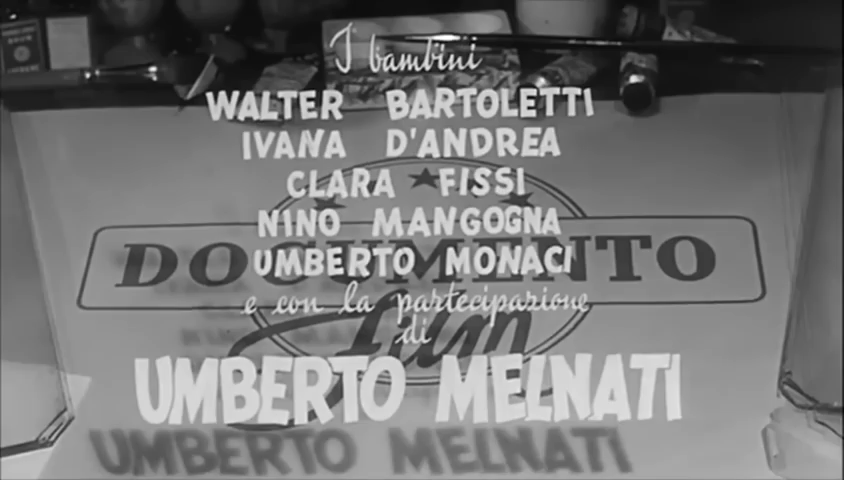 I bambini
WALTER BARTOLETTI
IVANA D'ANDREA
CLARA FISSI
NINO MANGOGNA
UMBERTO MONACI
e con la partecipazione
di
UMBERTO MELNATI
DOCUMENTO
Film
UMBERTO MELNATI